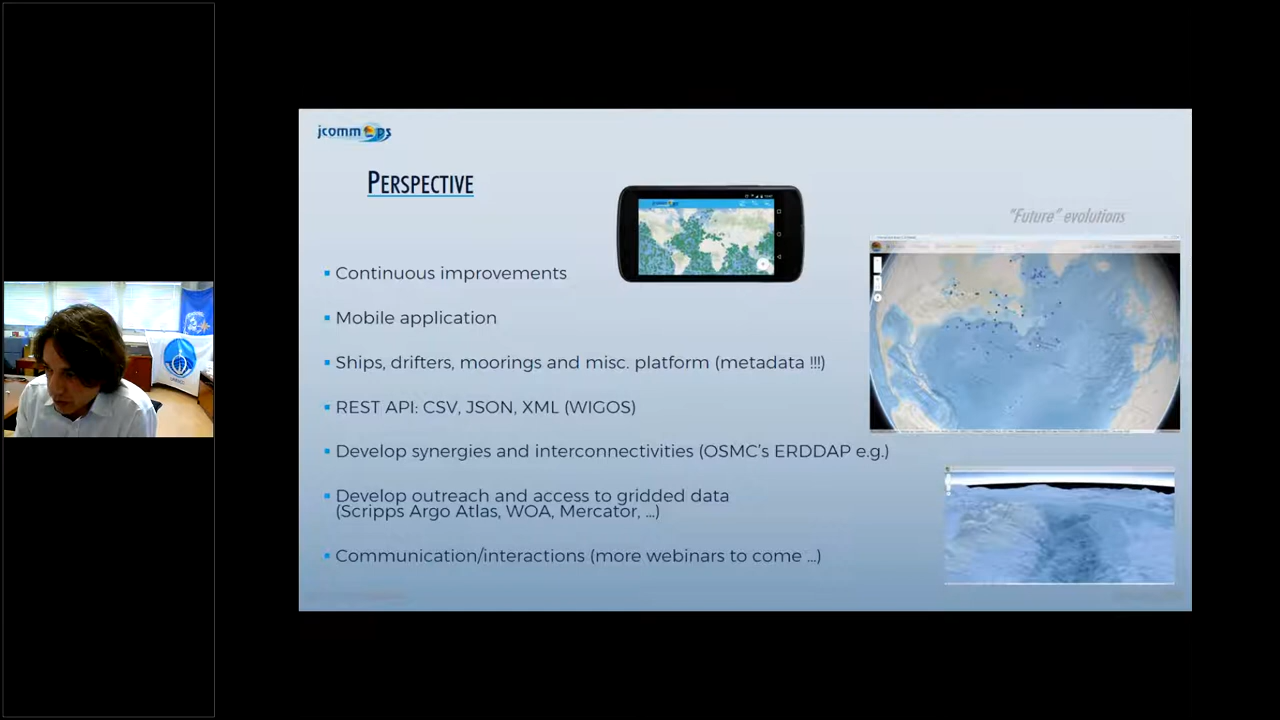 jcommops
PERSPECTIVE
"Future" evolutions
Continuous improvements
Mobile application
Ships, drifters, moorings and misc. platform (metadata !!!)
REST API: CSV, JSON, XML (WIGOS)
Develop synergies and interconnectivities (OSMC's ERDDAP e.g.)
Develop outreach and access to gridded data
(Scripps Argo Atlas, WOA, Mercator, ...)
Communication/interactions (more webinars to come ...)